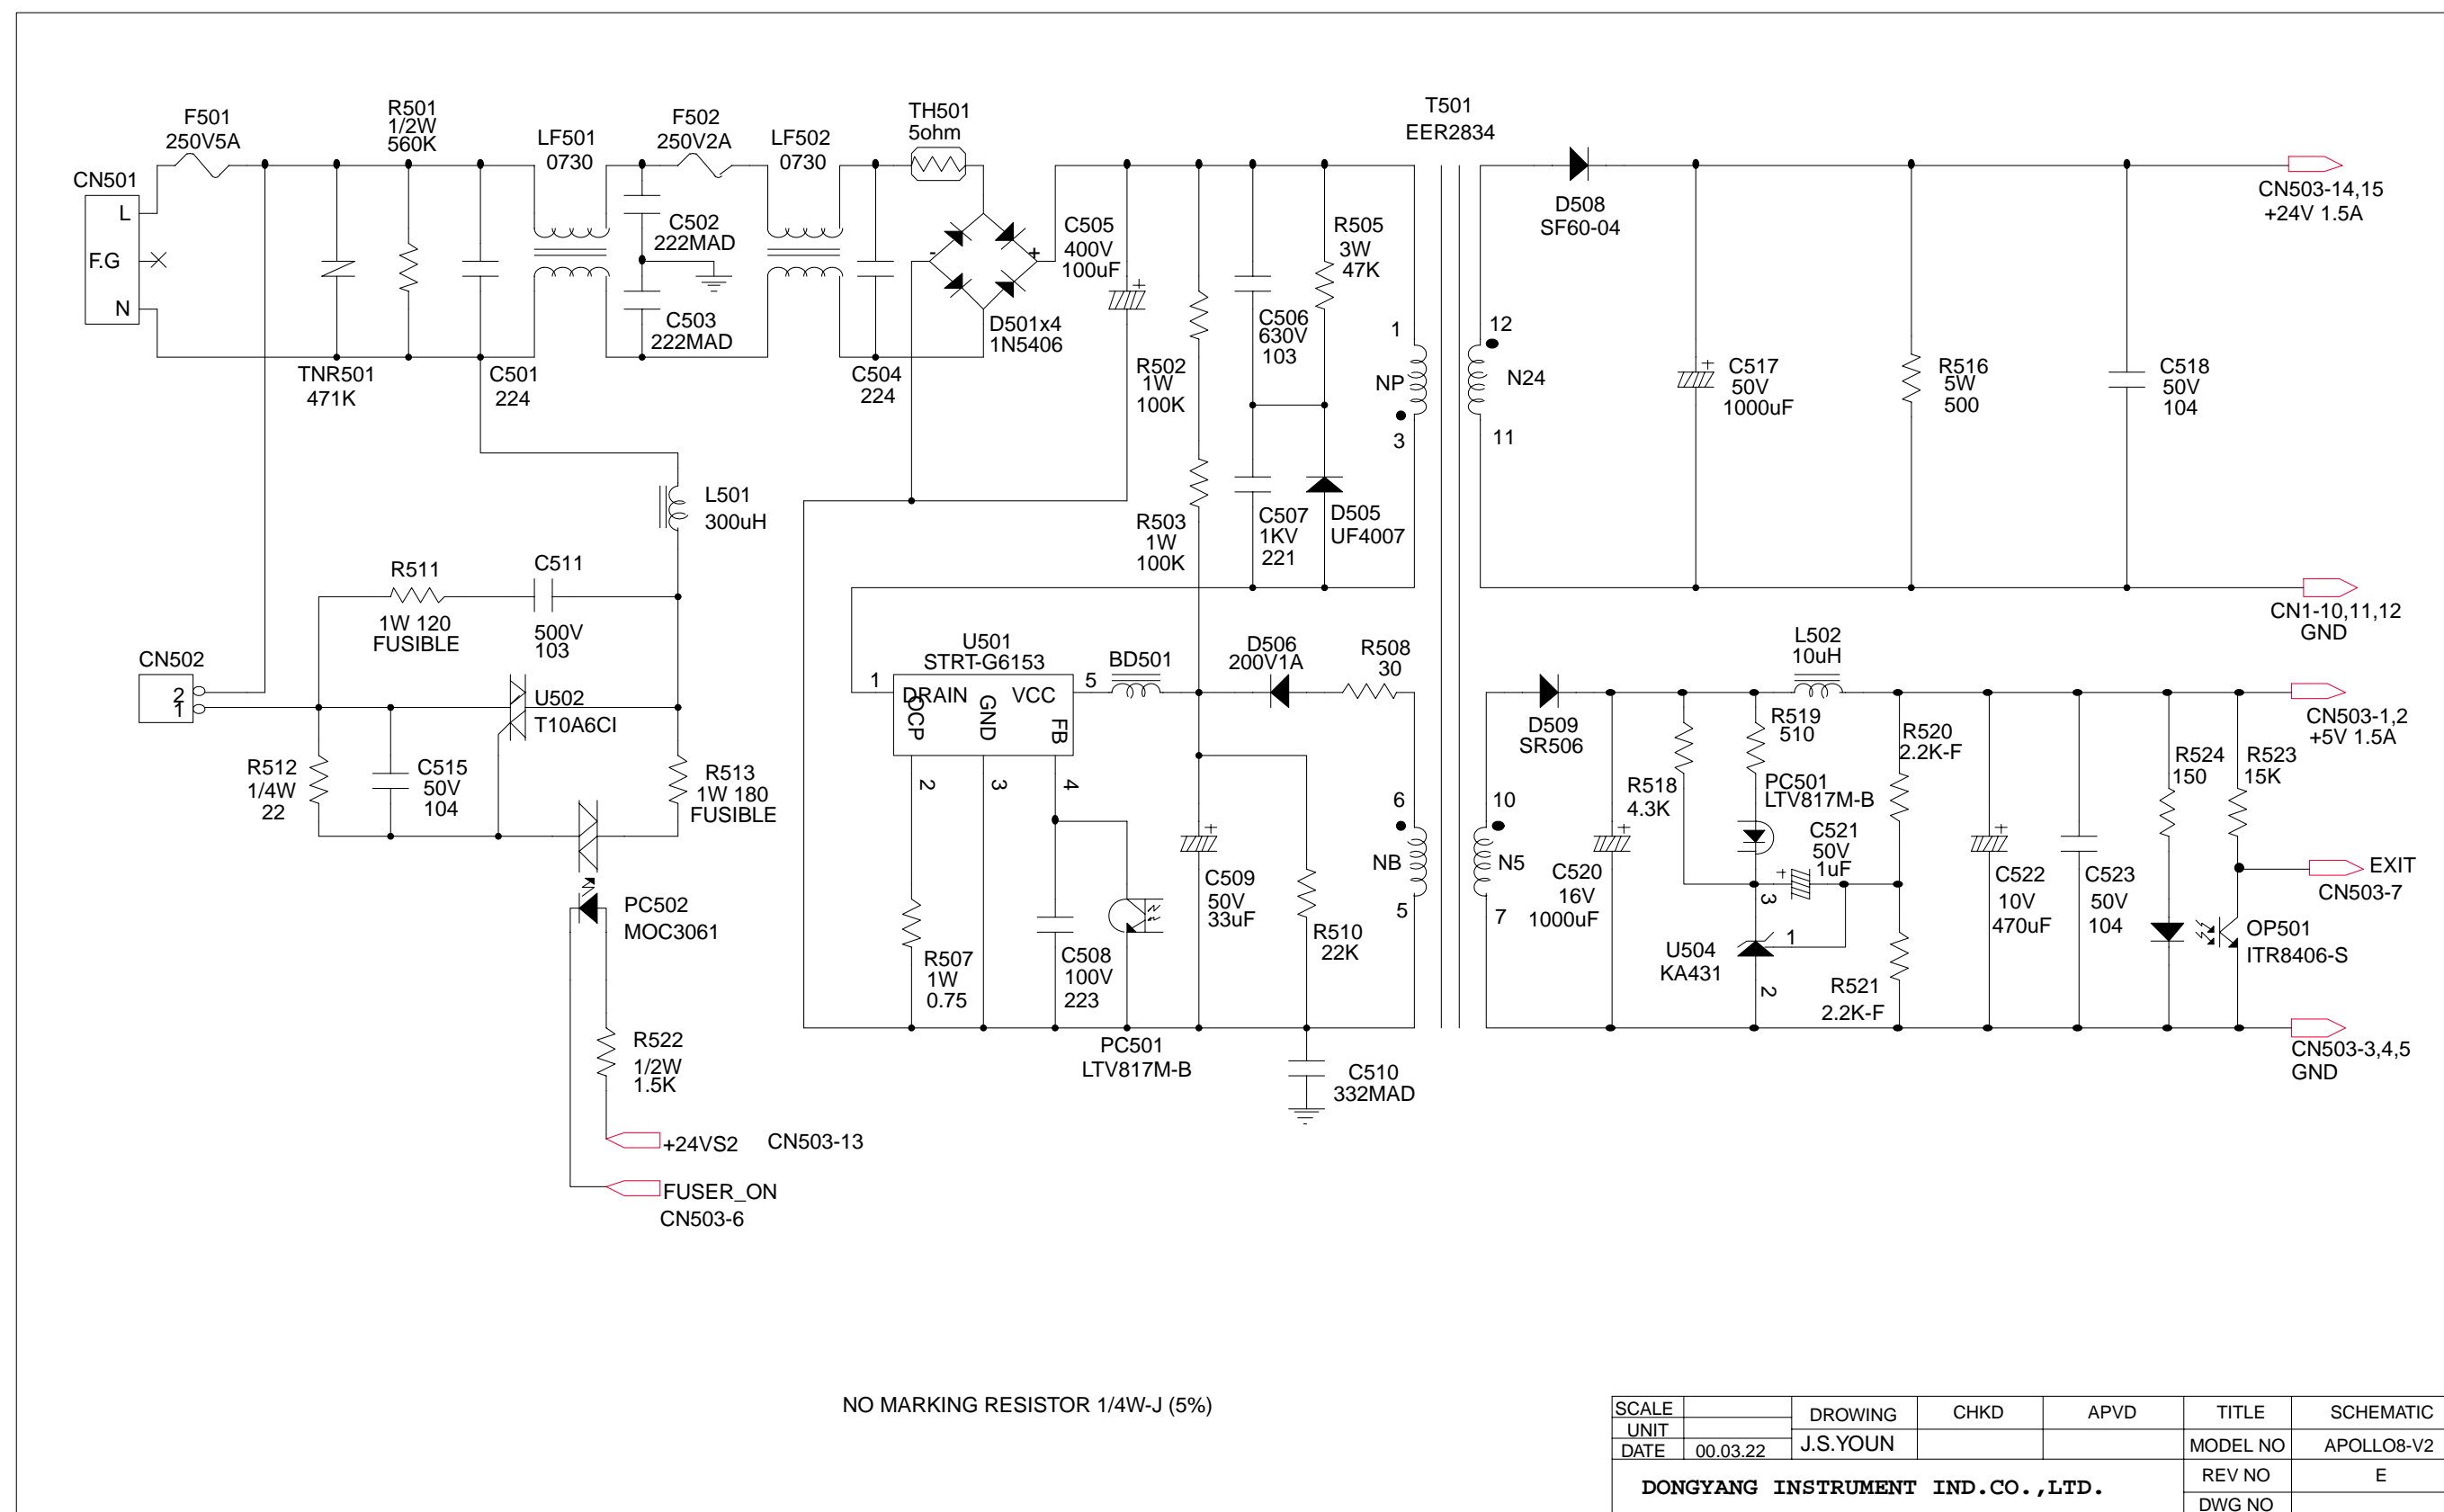 F501
250V5A
R501
1/2W
560K
LF501
0730
F502
250V2A
LF502
0730
TH501
5ohm
T501
EER2834
CN501
L
F.G
N
C502
222MAD
C503
222MAD
TNR501
471K
C501
224
C504
224
-
+
D501x4
1N5406
C505
400V
100uF
+
R502
1W
100K
R503
1W
100K
C506
630V
103
R505
3W
47K
C507
1KV
221
D505
UF4007
1
NP
3
12
N24
11
D508
SF60-04
+
C517
50V
1000uF
R516
5W
500
C518
50V
104
CN503-14,15
+24V 1.5A
CN1-10,11,12
GND
L501
300uH
R511
1W 120
FUSIBLE
C511
500V
103
CN502
2
1
U502
T10A6CI
R512
1/4W
22
C515
50V
104
R513
1W 180
FUSIBLE
PC502
MOC3061
R522
1/2W
1.5K
+24VS2
CN503-13
FUSER_ON
CN503-6
U501
STRT-G6153
1
DRAIN
VCC
5
OCP
GND
FB
2
3
4
BD501
D506
200V1A
R508
30
R507
1W
0.75
C508
100V
223
PC501
LTV817M-B
+
C509
50V
33uF
R510
22K
C510
332MAD
6
NB
5
10
N5
7
D509
SR506
+
C520
16V
1000uF
R518
4.3K
R519
510
PC501
LTV817M-B
C521
50V
1uF
+
3
1
2
U504
KA431
L502
10uH
R520
2.2K-F
R521
2.2K-F
+
C522
10V
470uF
C523
50V
104
R524
150
R523
15K
OP501
ITR8406-S
CN503-1,2
+5V 1.5A
EXIT
CN503-7
CN503-3,4,5
GND
NO MARKING RESISTOR 1/4W-J (5%)
SCALE
UNIT
DATE 00.03.22
DROWING CHKD APVD TITLE SCHEMATIC
J.S.YOUN MODEL NO APOLLO8-V2
DONGYANG INSTRUMENT IND.CO.,LTD.
REV NO E
DWG NO